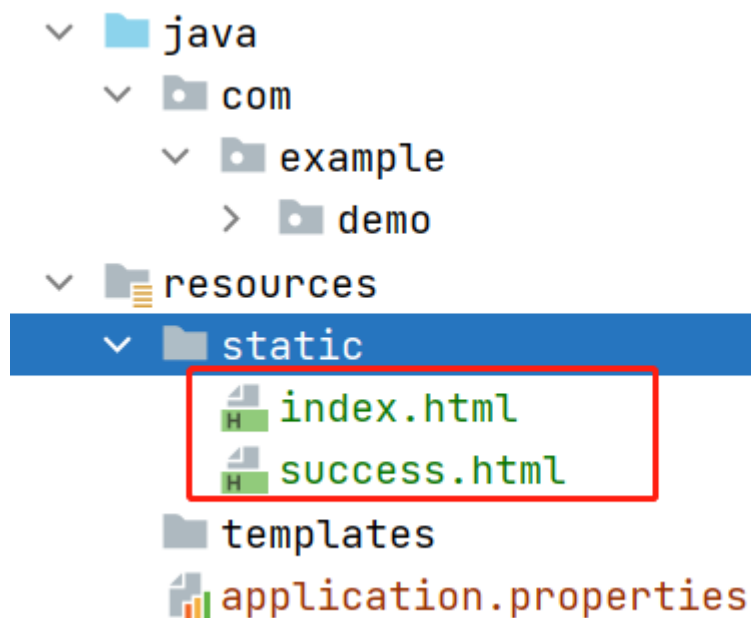 java
com
example
demo
resources
static
index.html
success.html
templates
application.properties